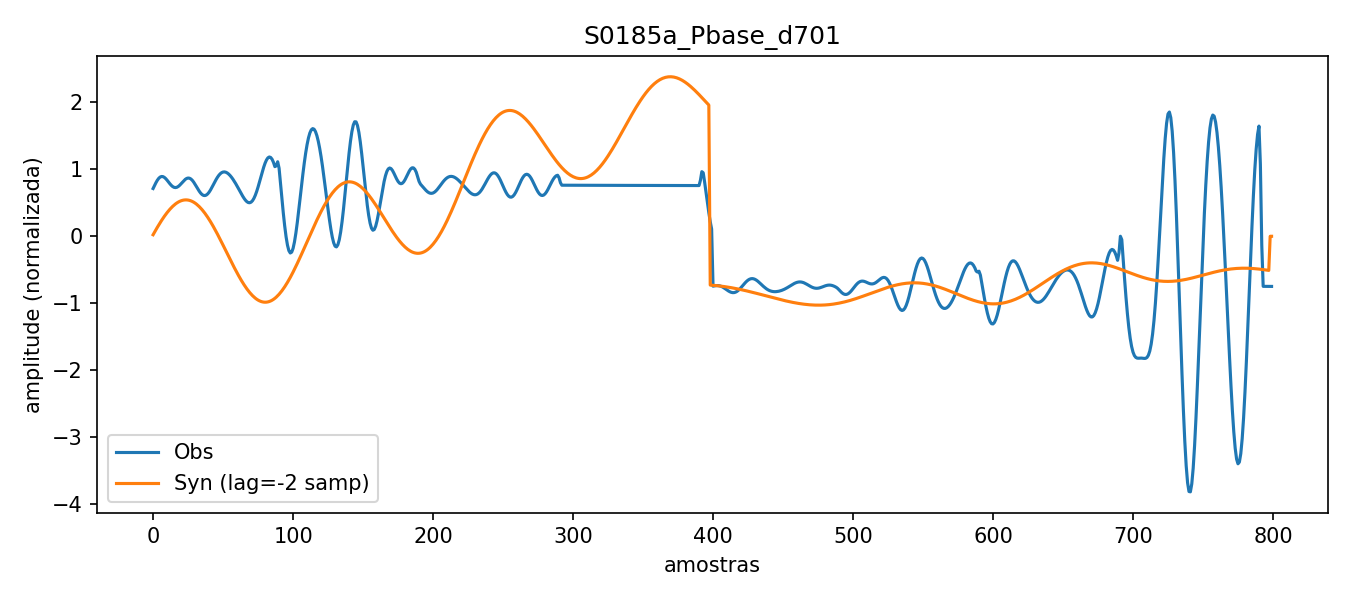 S0185a_Pbase_d701
amplitude (normalizada)
2
1
0
−1
−2
−3
−4
Obs
Syn (lag=-2 samp)
0 100 200 300 400 500 600 700 800
amostras